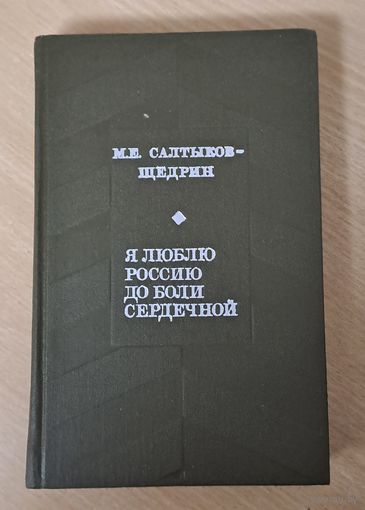 М.Е. САЛТЫКОВ-
ЩЕДРИН
Я ЛЮБЛЮ
РОССИЮ
ДО БОЛИ
СЕРДЕЧНОЙ